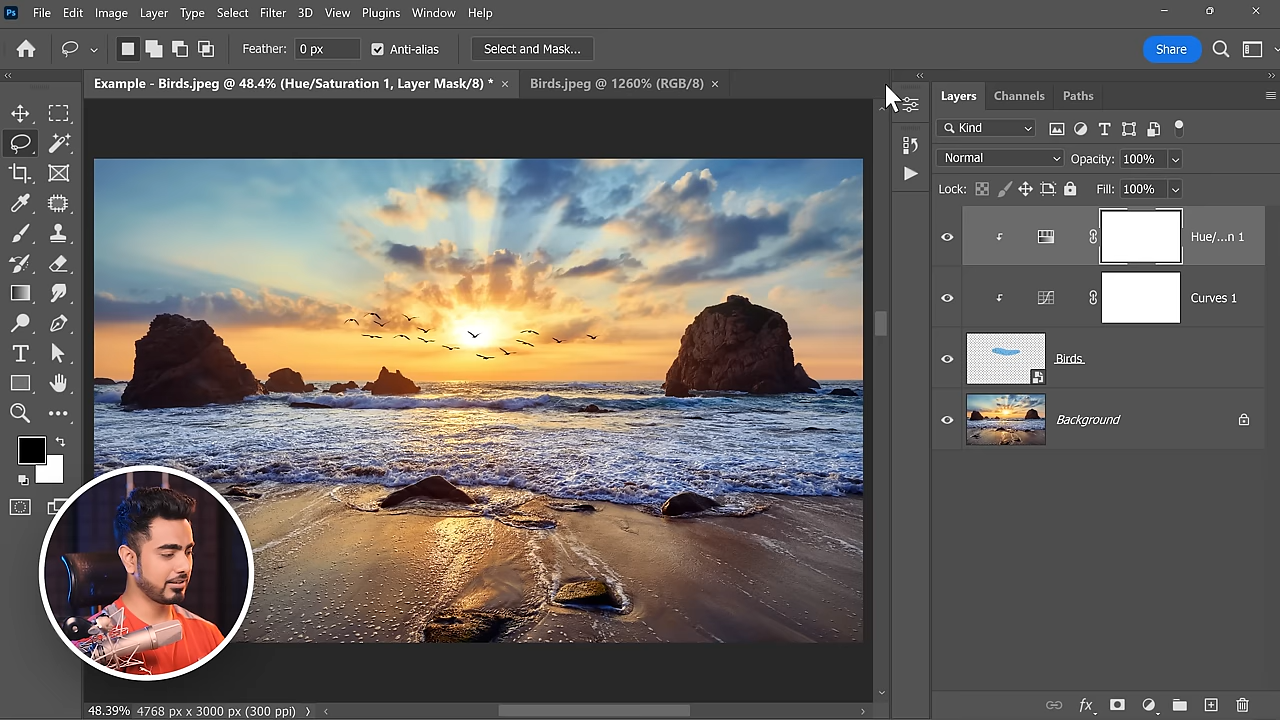 Ps File Edit Image Layer Type Select Filter 3D View Plugins Window Help
Feather: 0 px Anti-alias Select and Mask... Share
Example - Birds.jpeg @ 48.4% (Hue/Saturation 1, Layer Mask/8) * × Birds.jpeg @ 1260% (RGB/8) ×
Layers Channels Paths
Kind
Normal Opacity: 100%
Lock: Fill: 100%
Hue/...n 1
Curves 1
Birds
Background
48.39% 4768 px x 3000 px (300 ppi)